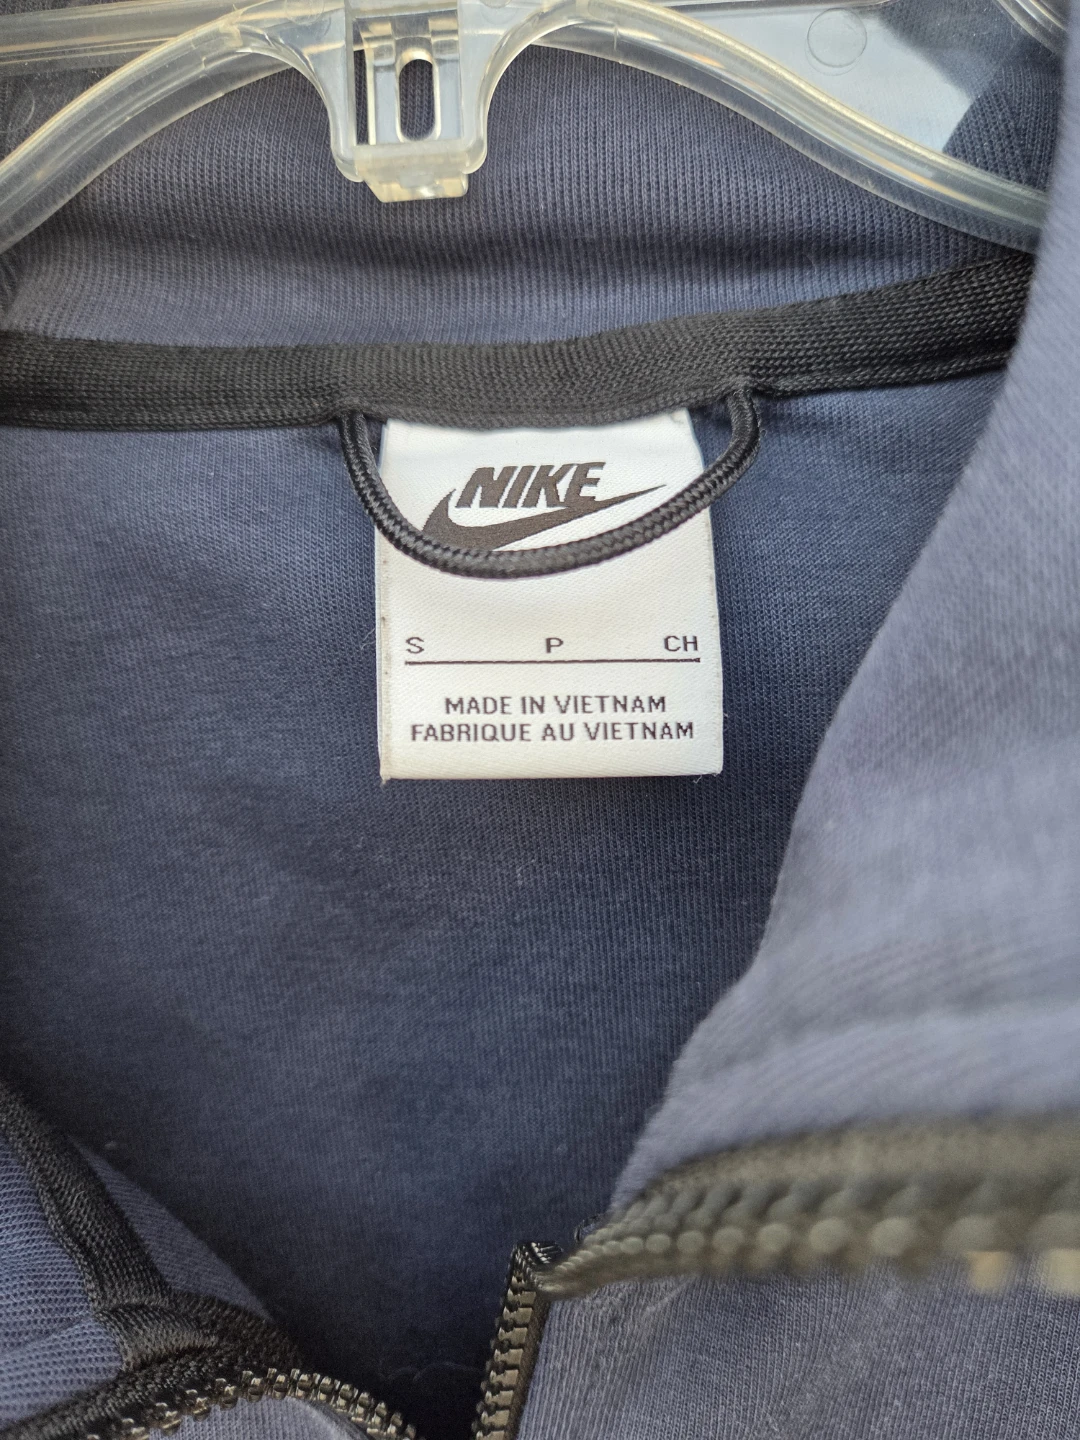 NIKE
S P CH
MADE IN VIETNAM
FABRIQUE AU VIETNAM